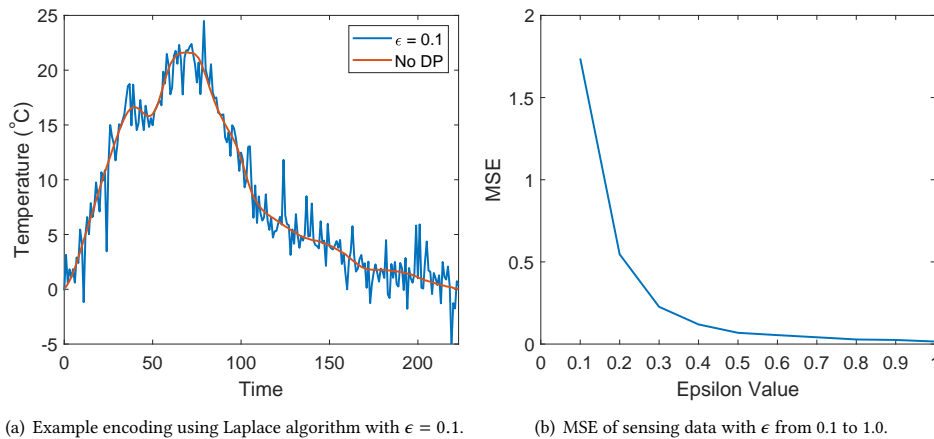 25
20
15
10
5
0
-5
Temperature (°C)
ϵ = 0.1
No DP
0 50 100 150 200
Time
2
1.5
1
0.5
0
MSE
0 0.1 0.2 0.3 0.4 0.5 0.6 0.7 0.8 0.9 1
Epsilon Value
(a) Example encoding using Laplace algorithm with ϵ = 0.1.
(b) MSE of sensing data with ϵ from 0.1 to 1.0.